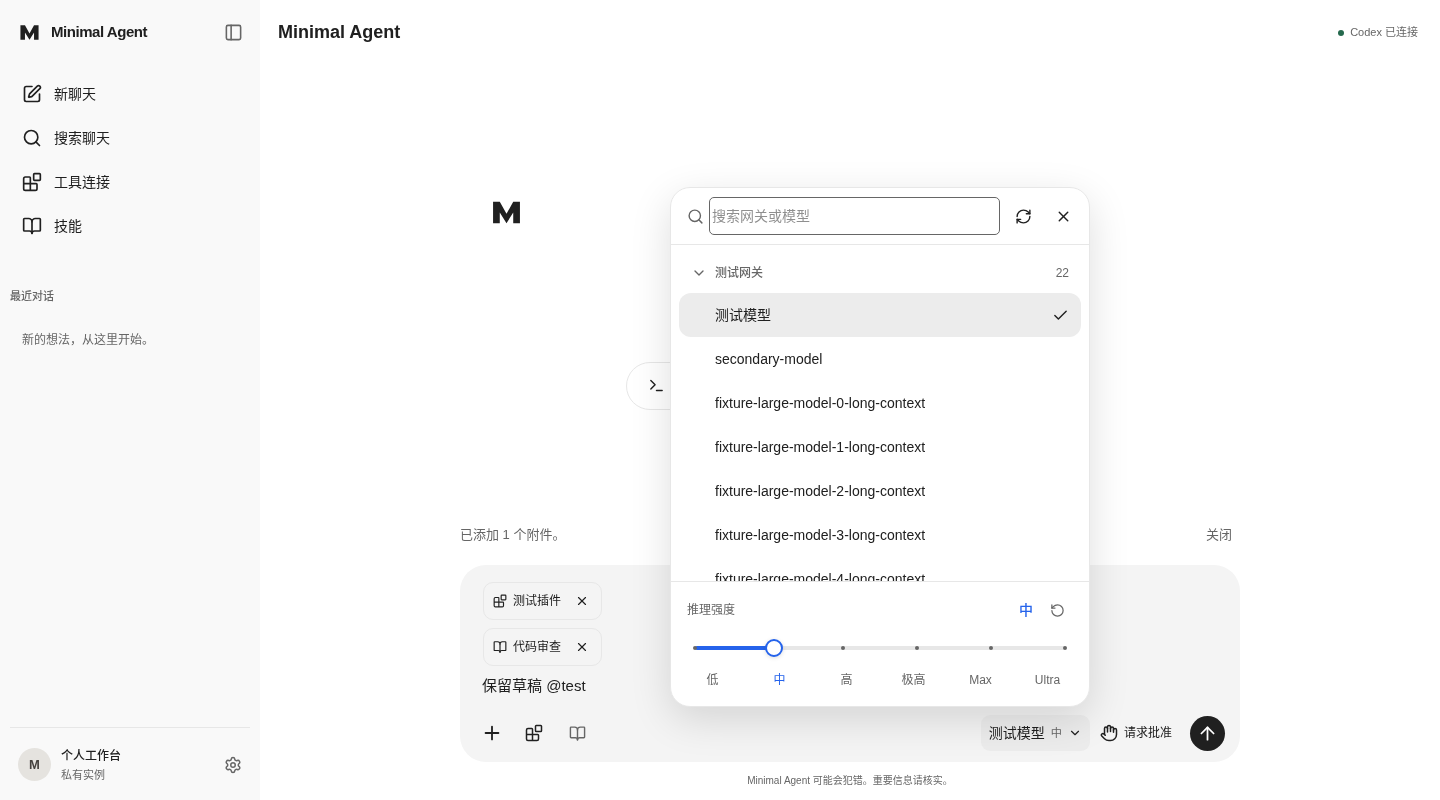 Minimal Agent
新聊天
搜索聊天
工具连接
技能
最近对话
新的想法，从这里开始。
M
个人工作台
私有实例
Minimal Agent
Codex 已连接
搜索网关或模型
测试网关
22
测试模型
secondary-model
fixture-large-model-0-long-context
fixture-large-model-1-long-context
fixture-large-model-2-long-context
fixture-large-model-3-long-context
fixture-large-model-4-long-context
推理强度
中
低
中
高
极高
Max
Ultra
已添加 1 个附件。
关闭
测试插件
代码审查
保留草稿 @test
测试模型 中
请求批准
Minimal Agent 可能会犯错。重要信息请核实。